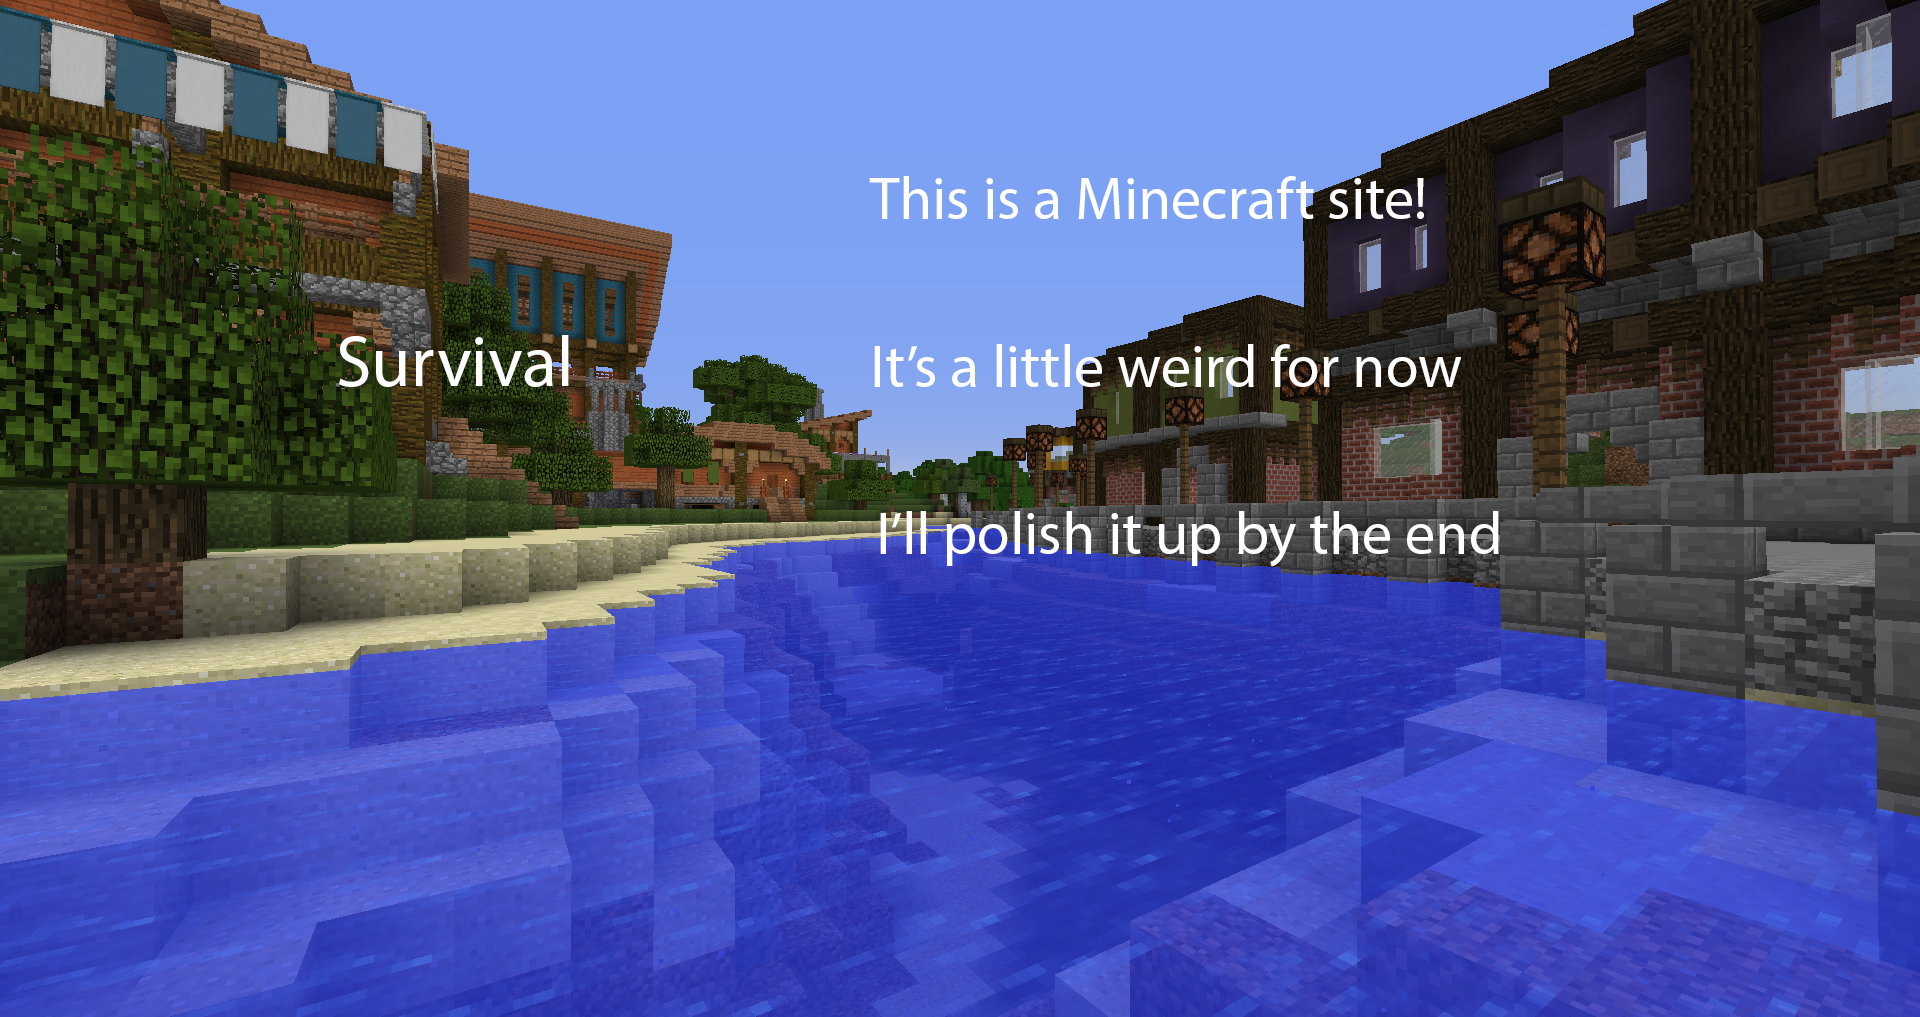 This is a Minecraft site!
Survival
It’s a little weird for now
I’ll polish it up by the end